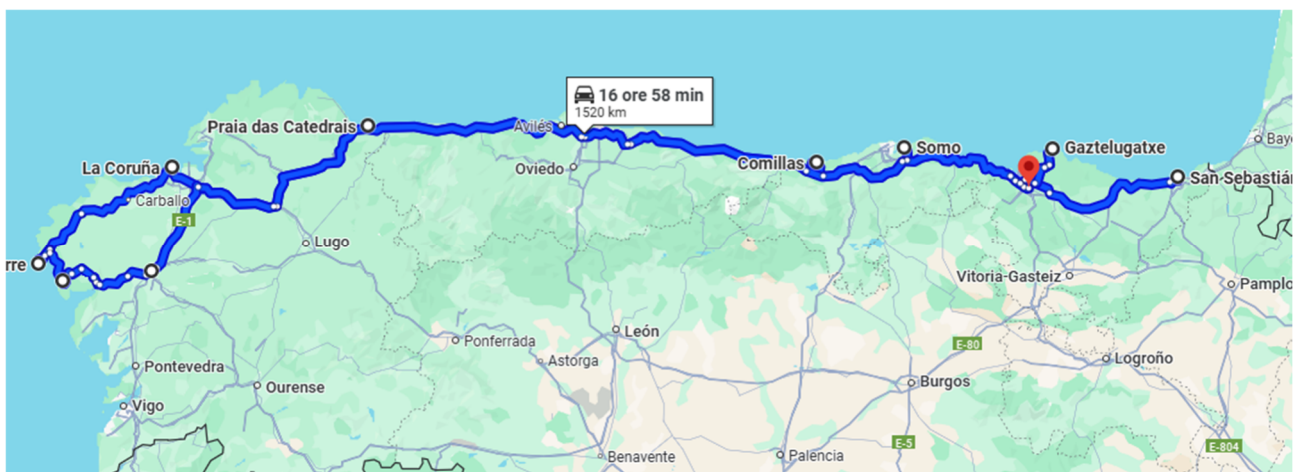 16 ore 58 min
1520 km
Praia das Catedrais
Avilés
La Coruña
Oviedo
Comillas
Somo
Gaztelugatxe
Bay
San Sebastián
Carballo
E-1
Lugo
rre
Vitoria-Gasteiz
Pamplo
León
Ponferrada
Astorga
E-80
Logroño
Pontevedra
Ourense
Burgos
Vigo
E-5
E-804
Benavente
Palencia